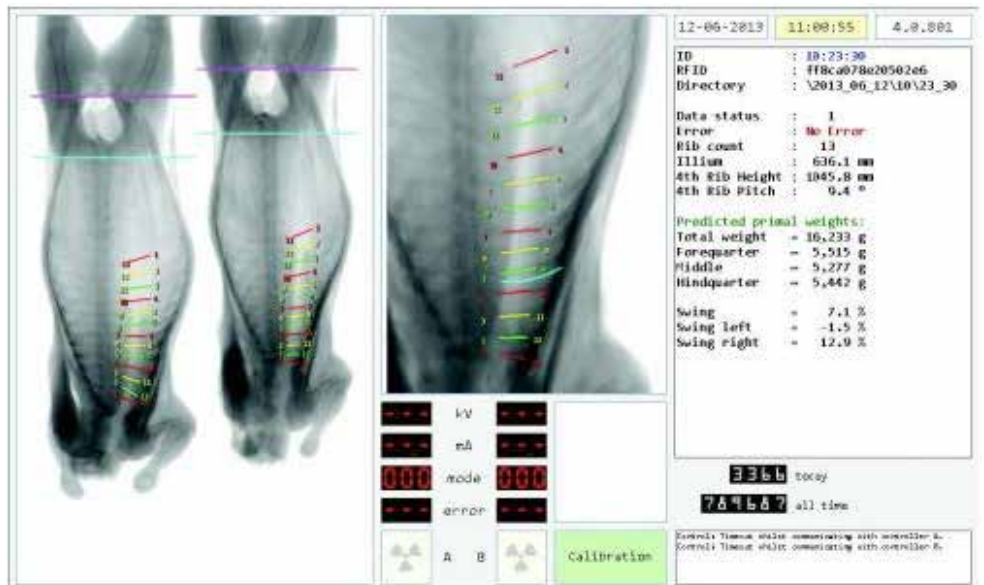 12-06-2013 11:00:55 4.0.801
ID : 10:23:30
RFID : ff8ca078e20502e6
Directory : \2013_06_12\10\23_30
Data status : 1
Error : No Error
Rib count : 13
Illium : 636.1 mm
4th Rib Height : 1045.8 mm
4th Rib Pitch : 9.4 °
Predicted primal weights:
Total weight = 16,233 g
Forequarter = 5,515 g
Middle = 5,277 g
Hindquarter = 5,442 g
Swing = 7.1 %
Swing left = -1.5 %
Swing right = 12.9 %
--- kV ---
--- mA ---
000 mode 000
--- error ---
A B
Calibration
3366 today
789687 all time
Control: Timeout whilst communicating with controller A.
Control: Timeout whilst communicating with controller B.